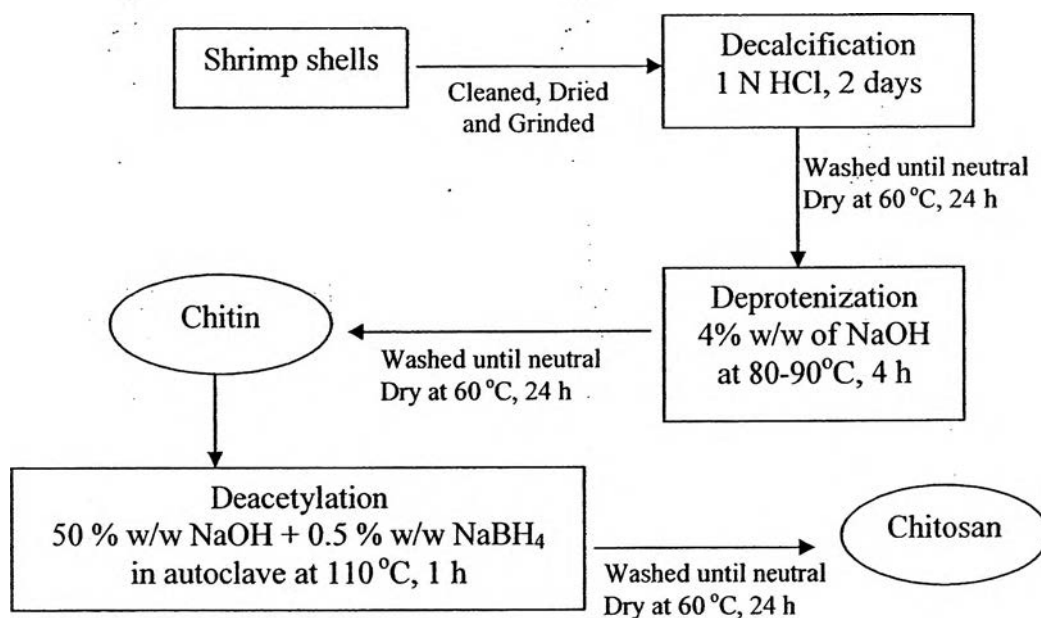 Shrimp shells
Cleaned, Dried
and Grinded
Decalcification
1 N HCl, 2 days
Washed until neutral
Dry at 60 °C, 24 h
Deprotenization
4% w/w of NaOH
at 80-90°C, 4 h
Washed until neutral
Dry at 60 °C, 24 h
Chitin
Deacetylation
50 % w/w NaOH + 0.5 % w/w NaBH₄
in autoclave at 110 °C, 1 h
Washed until neutral
Dry at 60 °C, 24 h
Chitosan